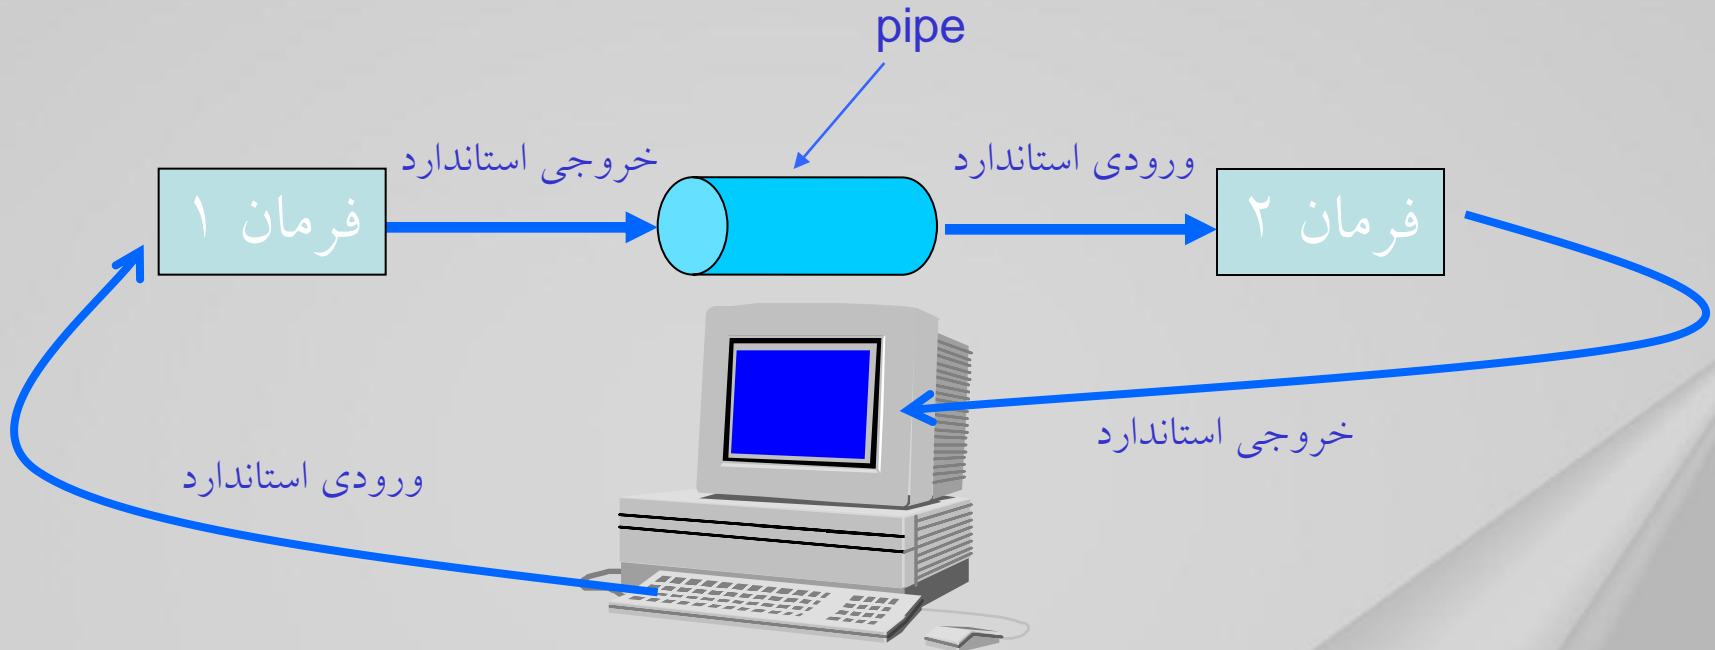 pipe
خروجی استاندارد
ورودی استاندارد
فرمان ۱
فرمان ۲
خروجی استاندارد
ورودی استاندارد